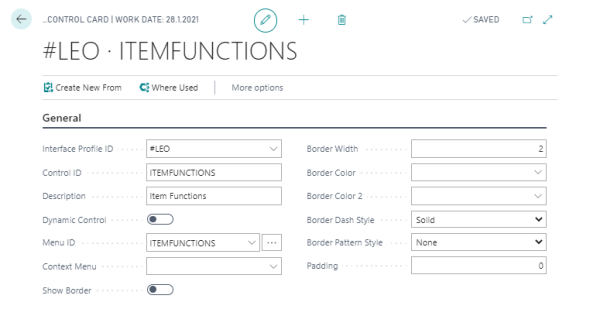 ...CONTROL CARD | WORK DATE: 28.1.2021
SAVED
#LEO · ITEMFUNCTIONS
Create New From Where Used More options
General
Interface Profile ID #LEO Border Width 2
Control ID ITEMFUNCTIONS Border Color
Description Item Functions Border Color 2
Dynamic Control Border Dash Style Solid
Menu ID ITEMFUNCTIONS ... Border Pattern Style None
Context Menu Padding 0
Show Border